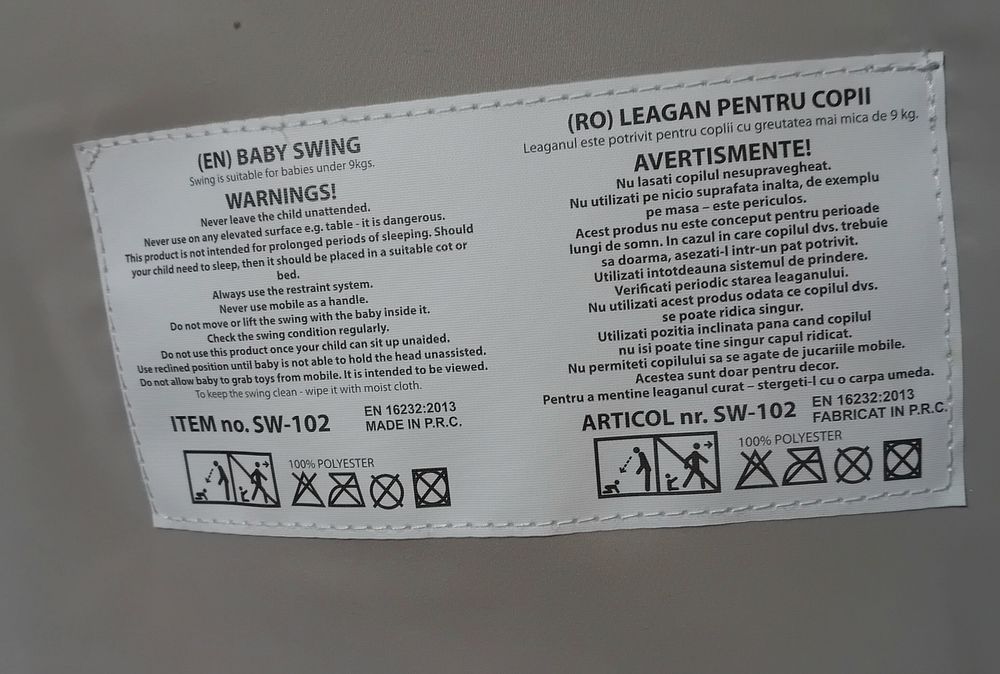 (EN) BABY SWING
Swing is suitable for babies under 9kgs.
WARNINGS!
Never leave the child unattended.
Never use on any elevated surface e.g. table - it is dangerous.
This product is not intended for prolonged periods of sleeping. Should
your child need to sleep, then it should be placed in a suitable cot or
bed.
Always use the restraint system.
Never use mobile as a handle.
Do not move or lift the swing with the baby inside it.
Check the swing condition regularly.
Do not use this product once your child can sit up unaided.
Use reclined position until baby is not able to hold the head unassisted.
Do not allow baby to grab toys from mobile. It is intended to be viewed.
To keep the swing clean - wipe it with moist cloth.
ITEM no. SW-102
EN 16232:2013
MADE IN P.R.C.
100% POLYESTER
(RO) LEAGAN PENTRU COPII
Leaganul este potrivit pentru coplii cu greutatea mai mica de 9 kg.
AVERTISMENTE!
Nu lasati copilul nesupravegheat.
Nu utilizati pe nicio suprafata inalta, de exemplu
pe masa – este periculos.
Acest produs nu este conceput pentru perioade
lungi de somn. In cazul in care copilul dvs. trebuie
sa doarma, asezati-l intr-un pat potrivit.
Utilizati intotdeauna sistemul de prindere.
Verificati periodic starea leaganului.
Nu utilizati acest produs odata ce copilul dvs.
se poate ridica singur.
Utilizati pozitia inclinata pana cand copilul
nu isi poate tine singur capul ridicat.
Nu permiteti copilului sa se agate de jucariile mobile.
Acestea sunt doar pentru decor.
Pentru a mentine leaganul curat – stergeti-l cu o carpa umeda.
ARTICOL nr. SW-102
EN 16232:2013
FABRICAT IN P.R.C.
100% POLYESTER